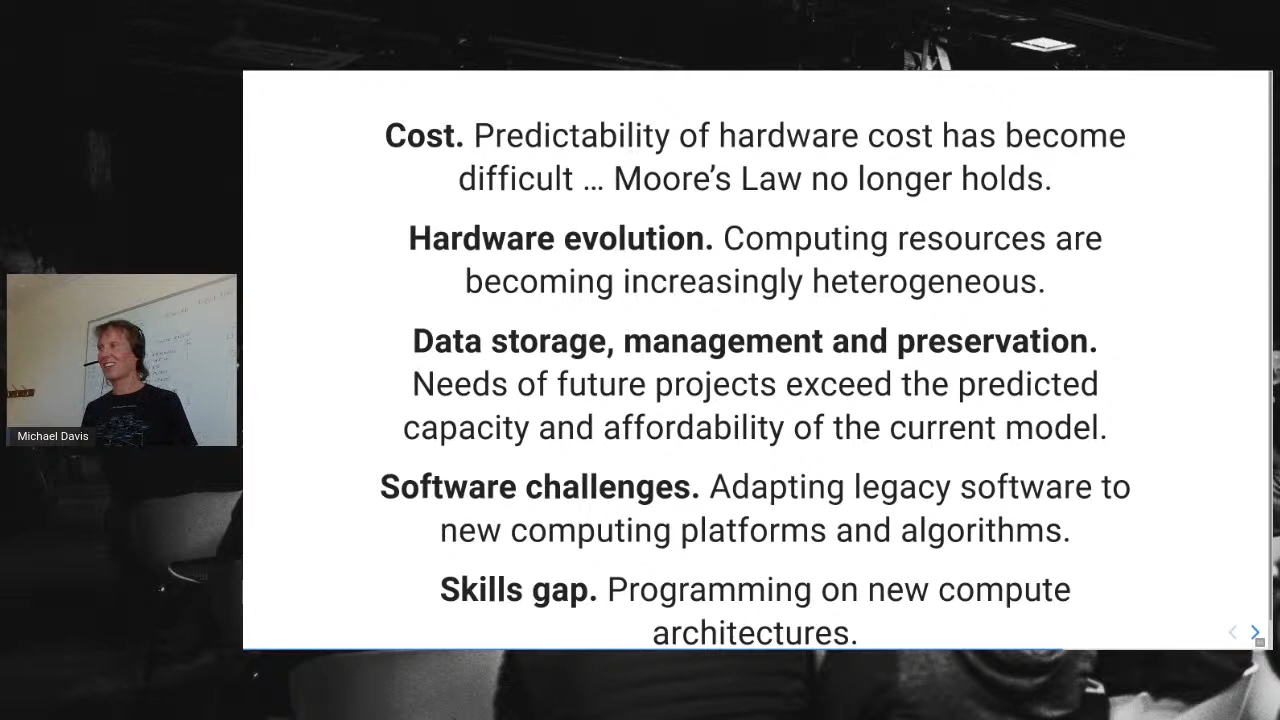 Cost. Predictability of hardware cost has become
difficult … Moore’s Law no longer holds.
Hardware evolution. Computing resources are
becoming increasingly heterogeneous.
Data storage, management and preservation.
Needs of future projects exceed the predicted
capacity and affordability of the current model.
Software challenges. Adapting legacy software to
new computing platforms and algorithms.
Skills gap. Programming on new compute
architectures.
Michael Davis